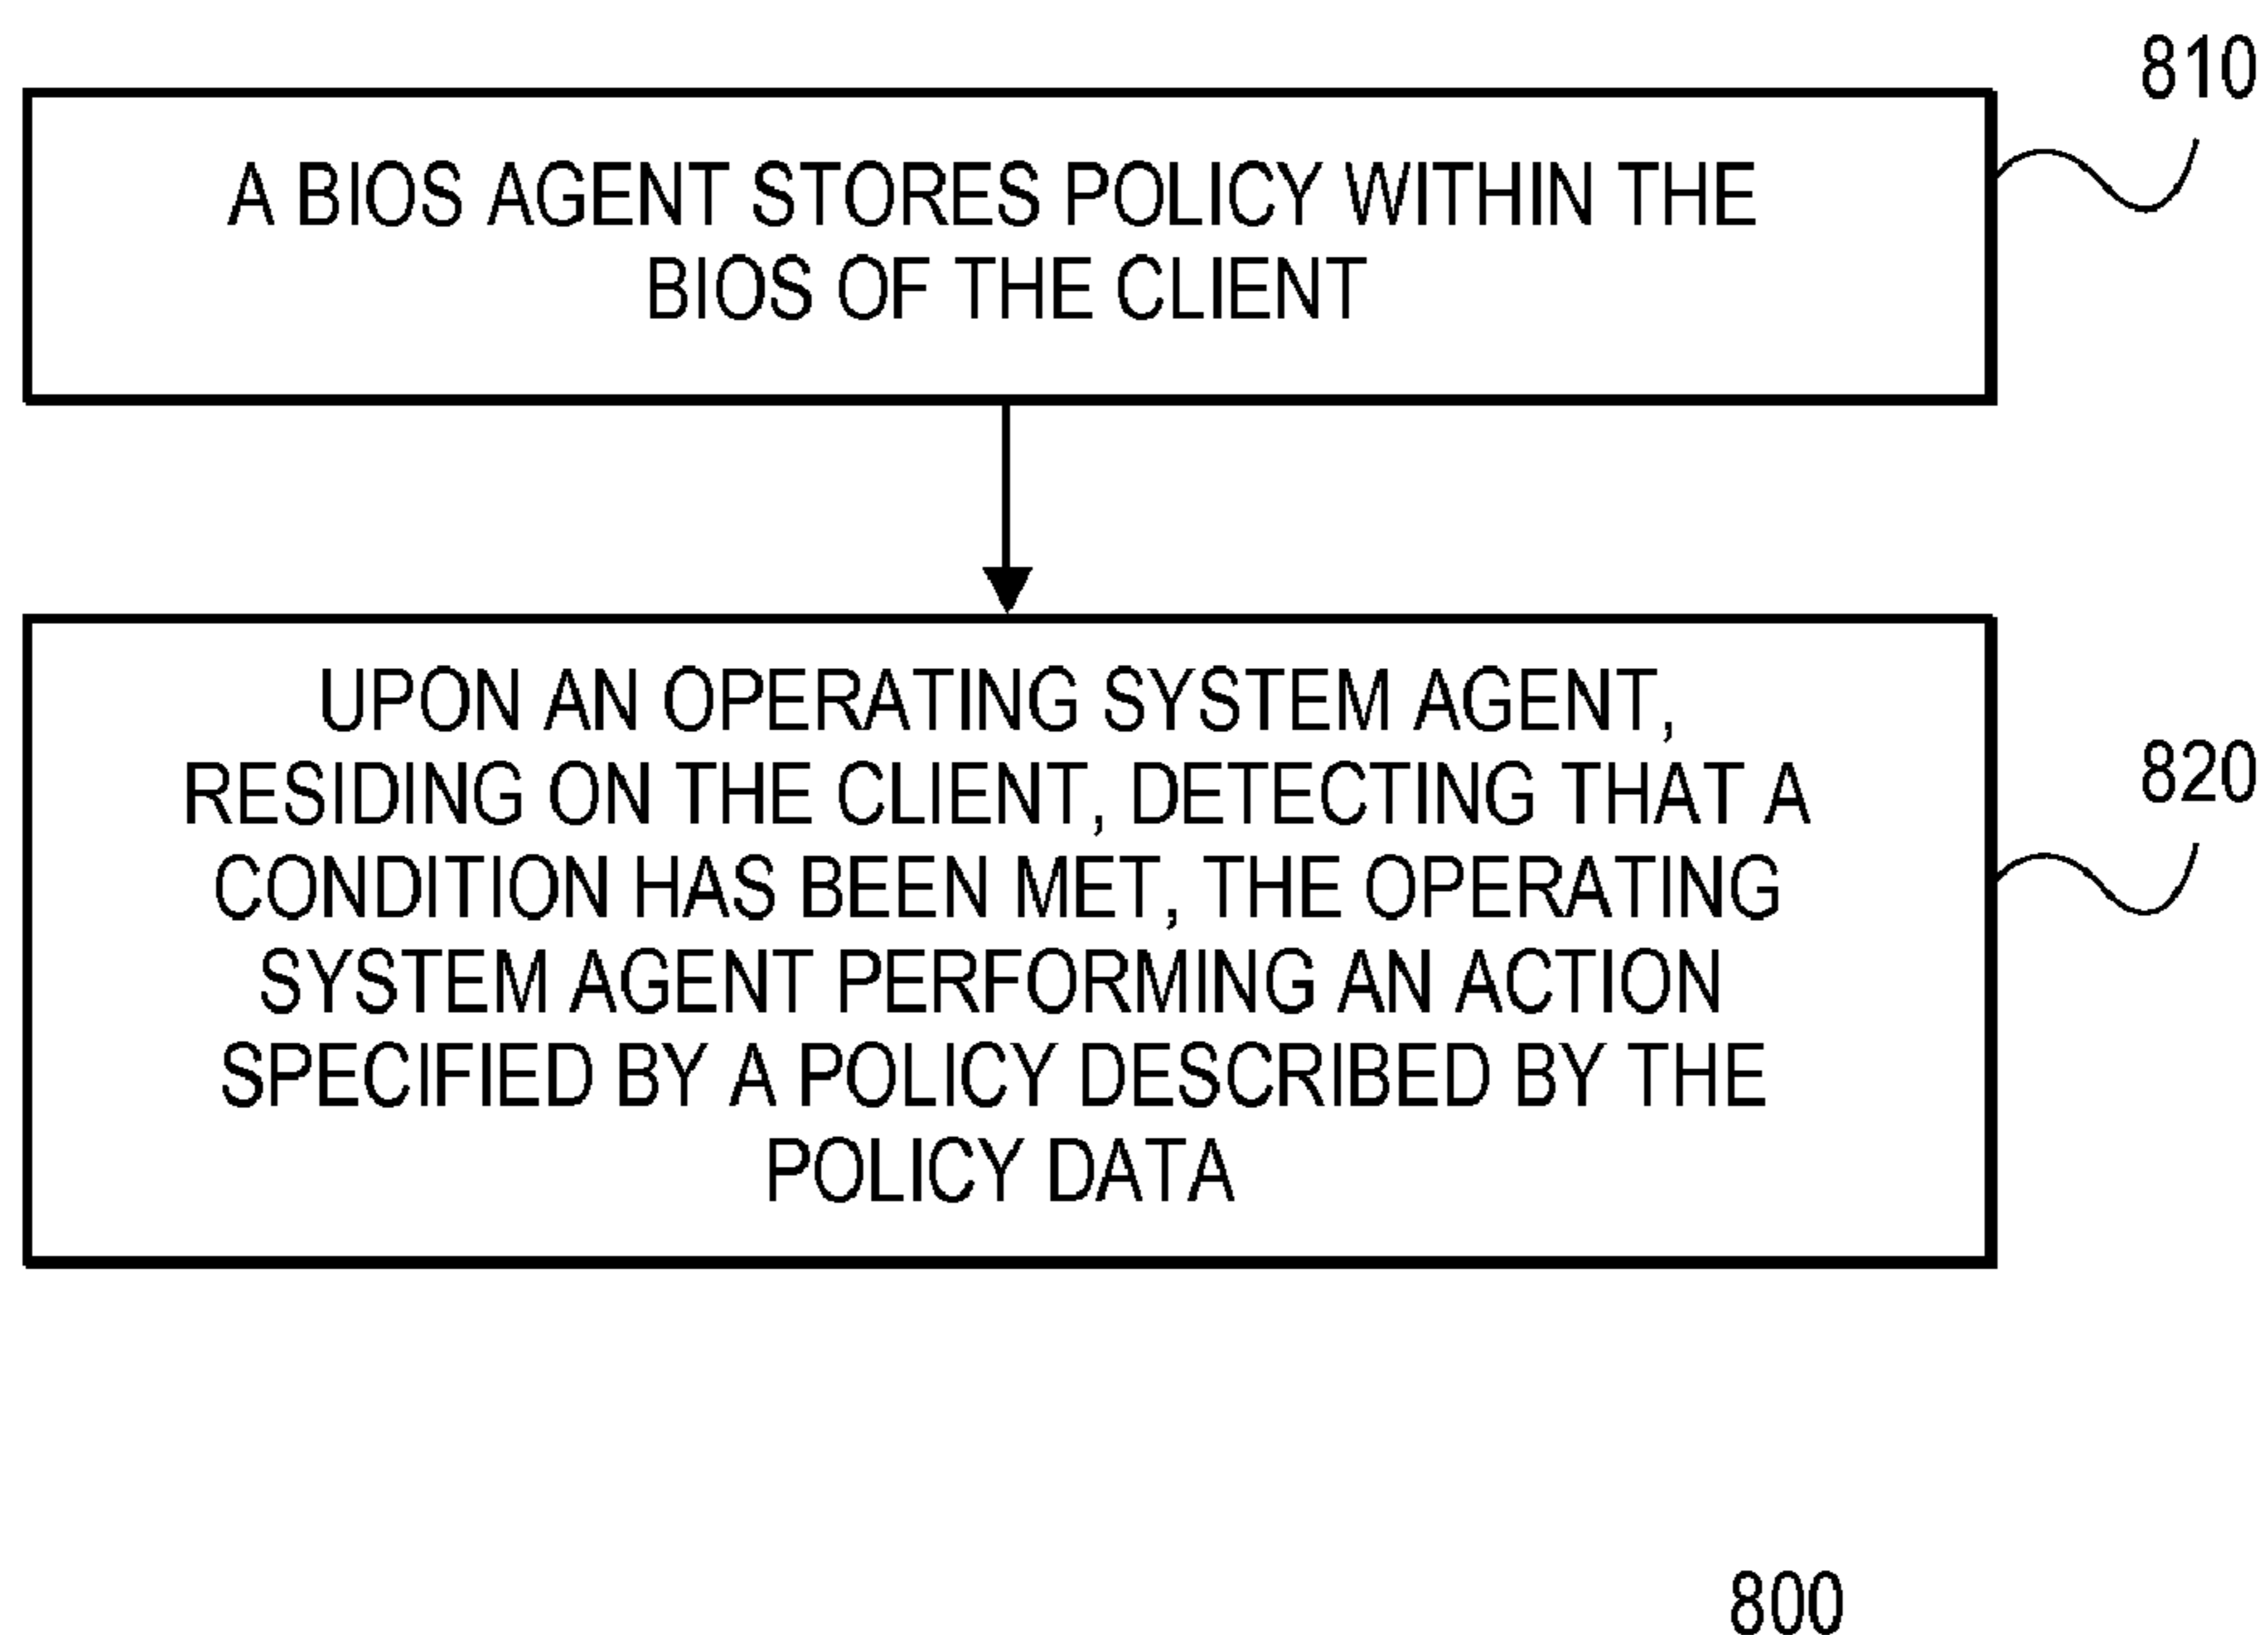 810
A BIOS AGENT STORES POLICY WITHIN THE
BIOS OF THE CLIENT
UPON AN OPERATING SYSTEM AGENT,
RESIDING ON THE CLIENT, DETECTING THAT A
CONDITION HAS BEEN MET, THE OPERATING
SYSTEM AGENT PERFORMING AN ACTION
SPECIFIED BY A POLICY DESCRIBED BY THE
POLICY DATA
820
800